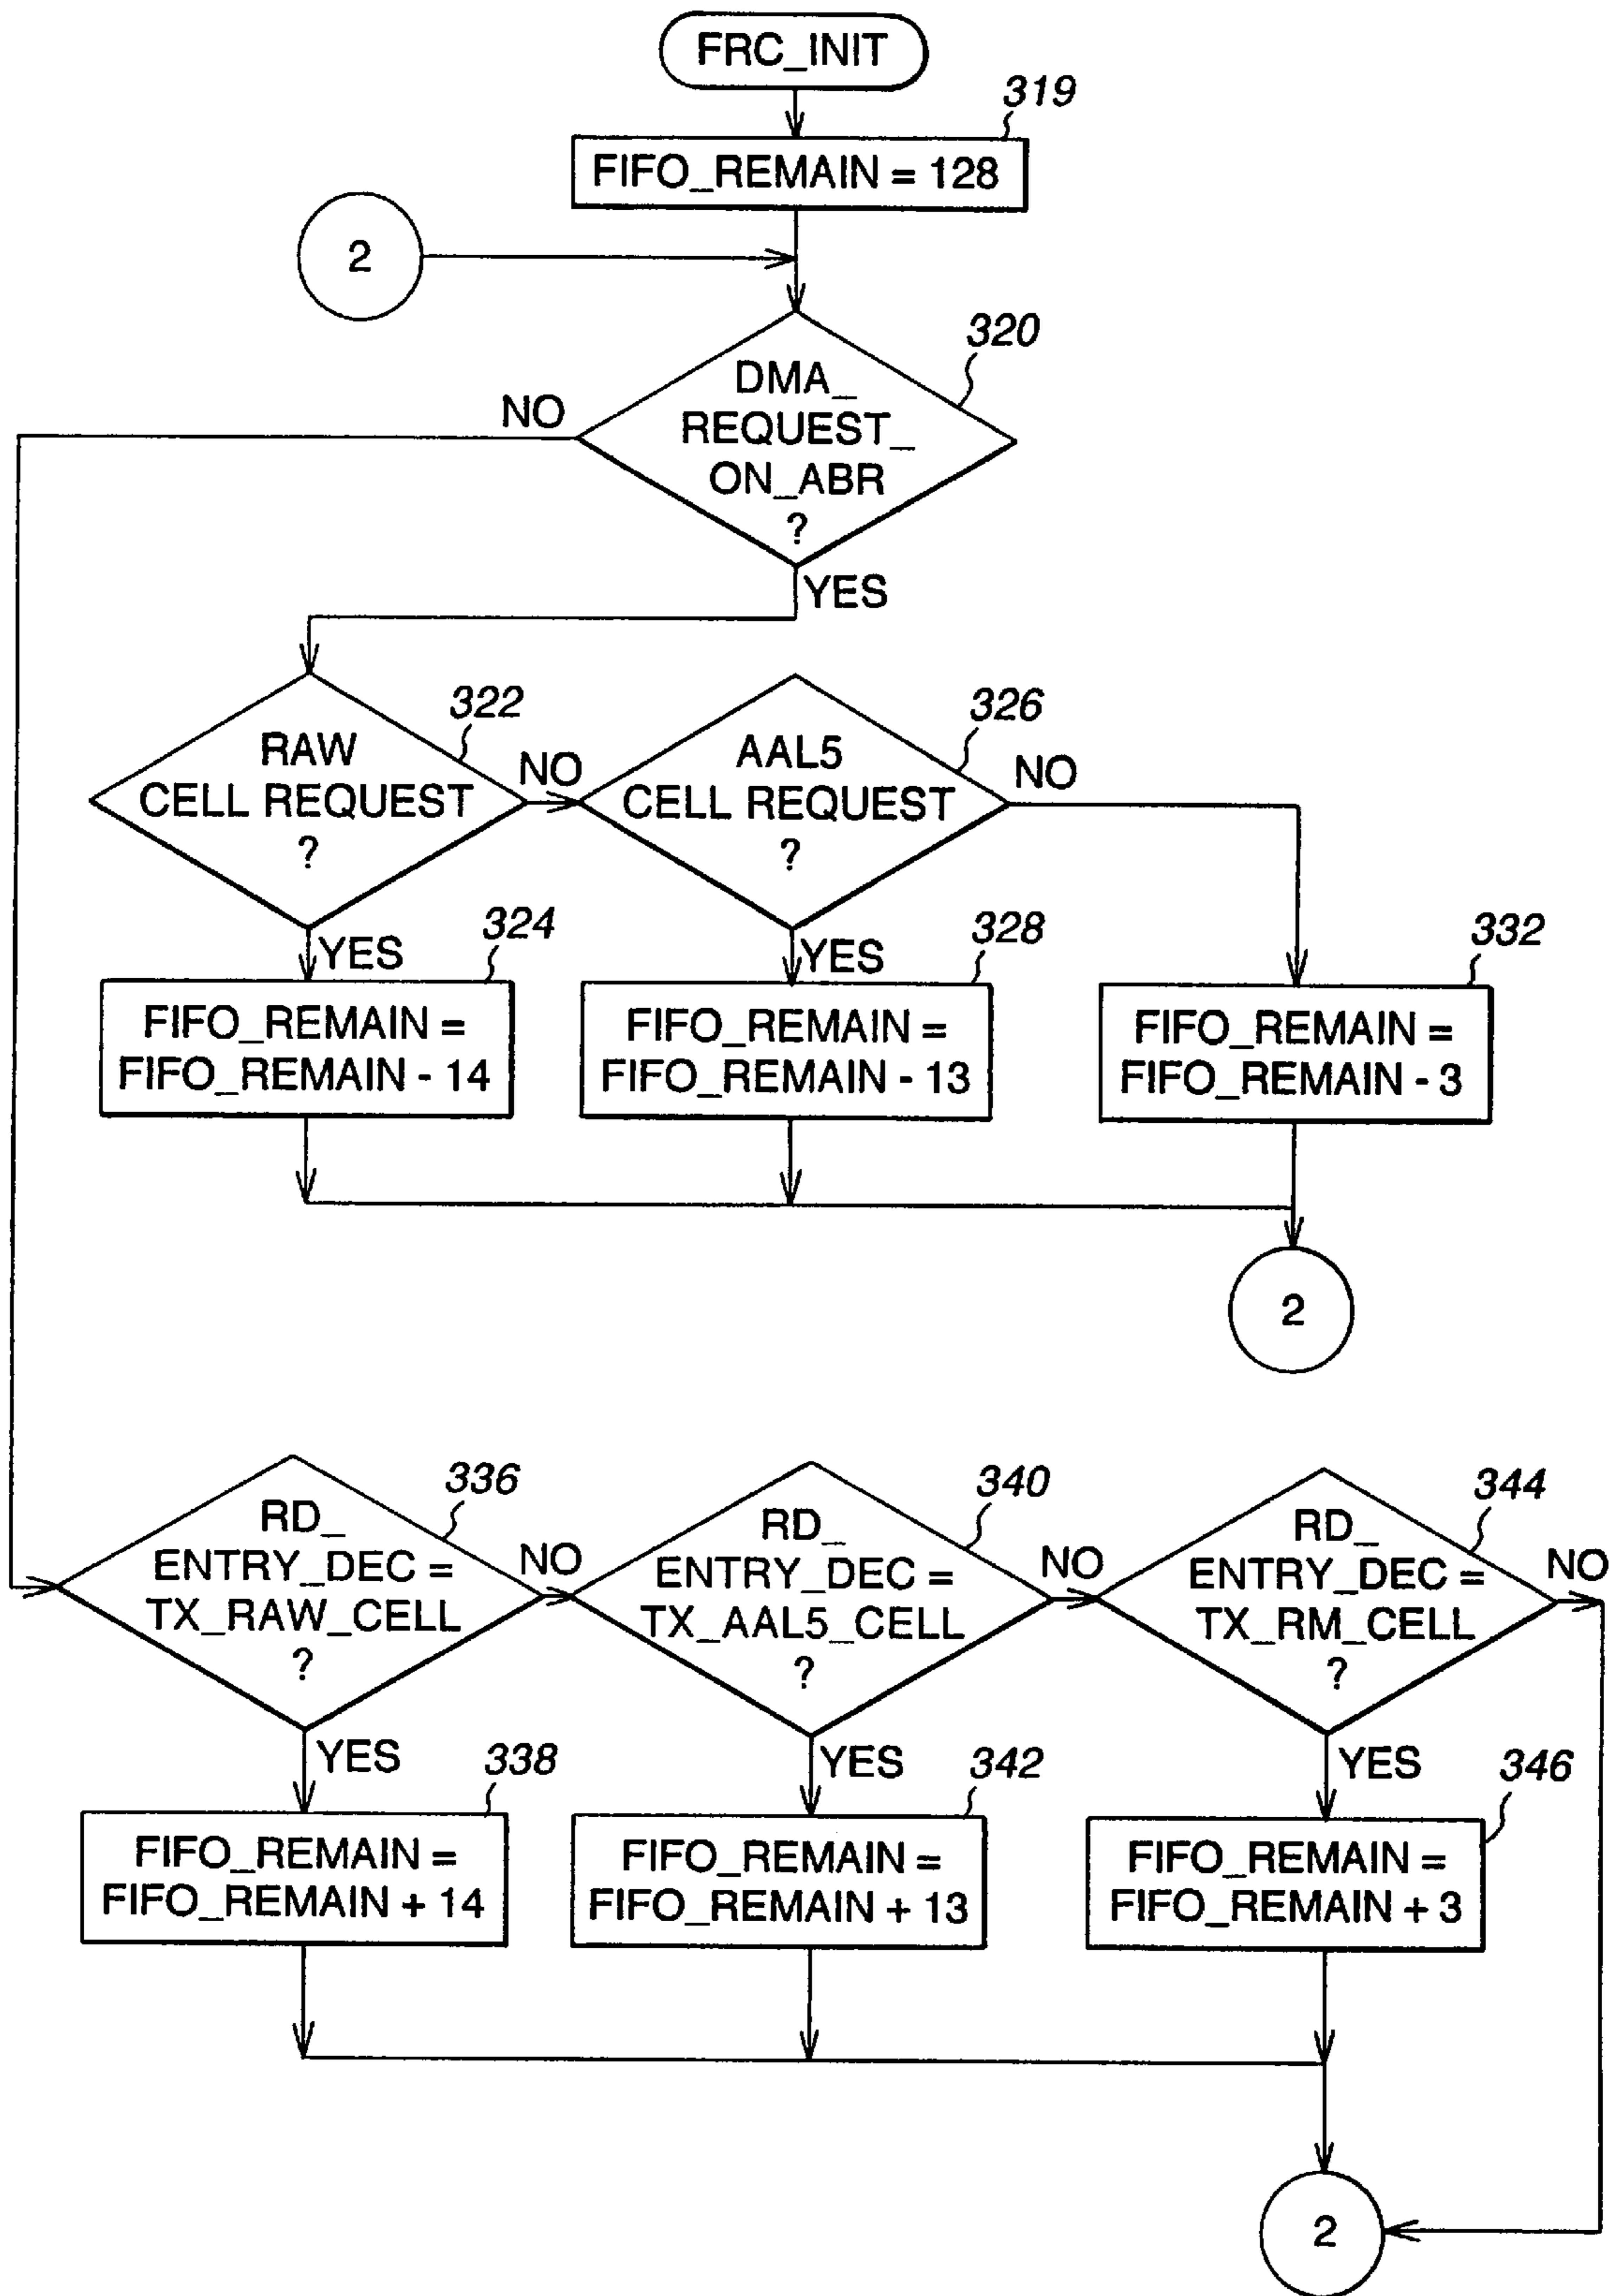 FRC_INIT
319
FIFO_REMAIN = 128
2
320
DMA_
REQUEST_
ON_ABR
?
NO
YES
322
RAW
CELL REQUEST
?
NO
326
AAL5
CELL REQUEST
?
NO
YES
324
YES
328
332
FIFO_REMAIN =
FIFO_REMAIN - 14
FIFO_REMAIN =
FIFO_REMAIN - 13
FIFO_REMAIN =
FIFO_REMAIN - 3
2
336
RD_
ENTRY_DEC =
TX_RAW_CELL
?
NO
340
RD_
ENTRY_DEC =
TX_AAL5_CELL
?
NO
344
RD_
ENTRY_DEC =
TX_RM_CELL
?
NO
YES
338
YES
342
YES
346
FIFO_REMAIN =
FIFO_REMAIN + 14
FIFO_REMAIN =
FIFO_REMAIN + 13
FIFO_REMAIN =
FIFO_REMAIN + 3
2